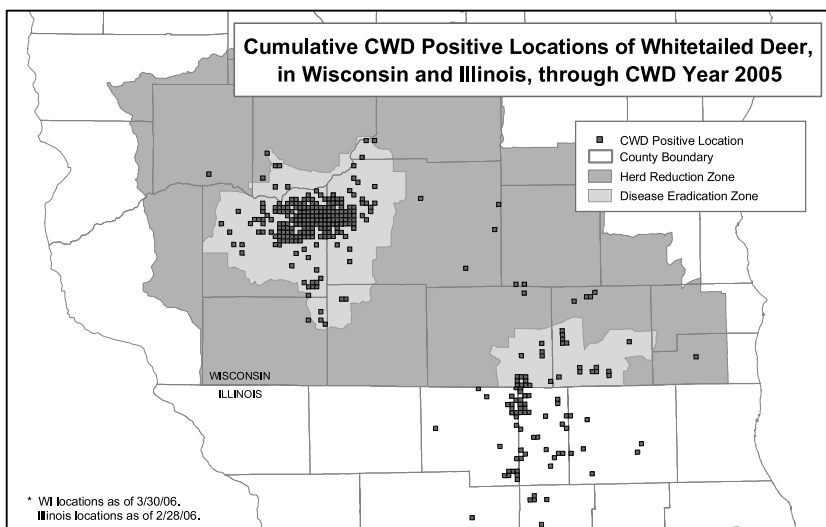 Cumulative CWD Positive Locations of Whitetailed Deer,
in Wisconsin and Illinois, through CWD Year 2005
CWD Positive Location
County Boundary
Herd Reduction Zone
Disease Eradication Zone
WISCONSIN
ILLINOIS
* WI locations as of 3/30/06.
Illinois locations as of 2/28/06.